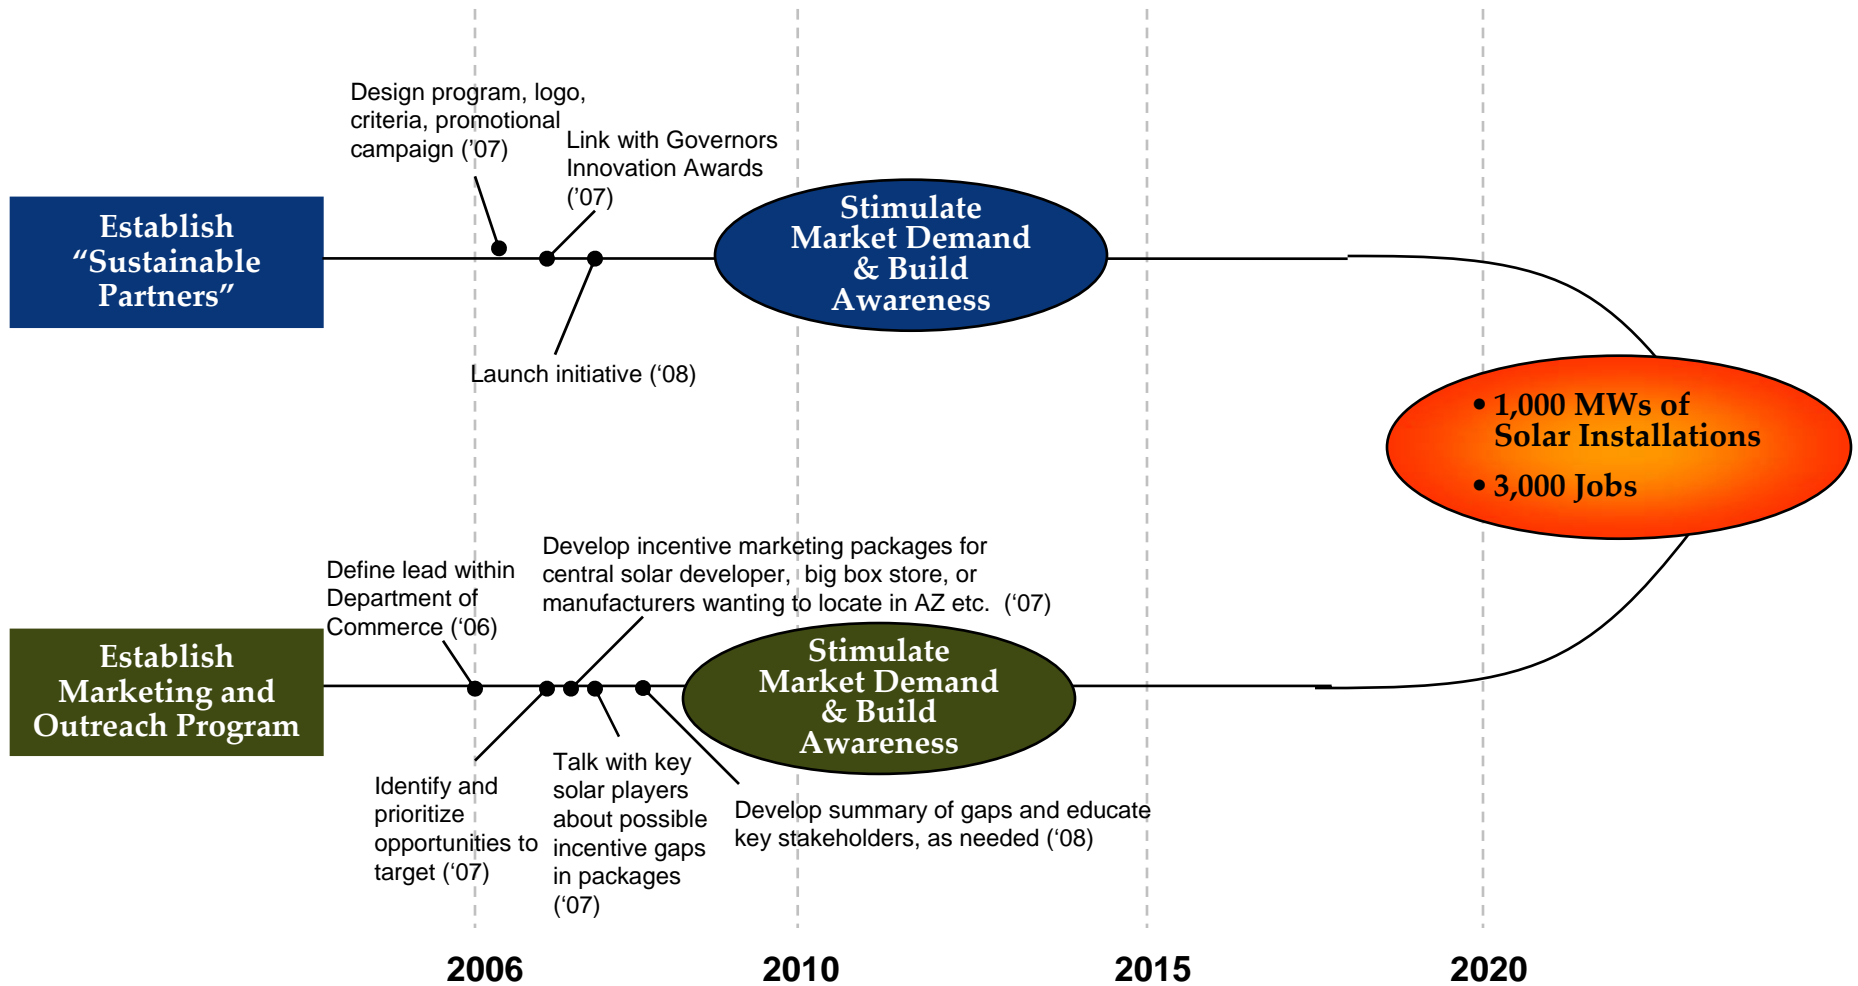 Design program, logo,
criteria, promotional
campaign (’07)
Link with Governors
Innovation Awards
(‘07)
Establish
“Sustainable
Partners”
Stimulate
Market Demand
& Build
Awareness
Launch initiative (‘08)
• 1,000 MWs of
Solar Installations
• 3,000 Jobs
Define lead within
Department of
Commerce (‘06)
Develop incentive marketing packages for
central solar developer, big box store, or
manufacturers wanting to locate in AZ etc. (‘07)
Establish
Marketing and
Outreach Program
Stimulate
Market Demand
& Build
Awareness
Identify and
prioritize
opportunities to
target (‘07)
Talk with key
solar players
about possible
incentive gaps
in packages
(‘07)
Develop summary of gaps and educate
key stakeholders, as needed (‘08)
2006
2010
2015
2020